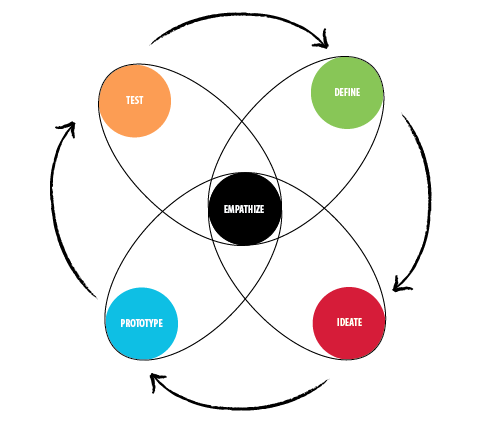 TEST
DEFINE
EMPATHIZE
PROTOTYPE
IDEATE